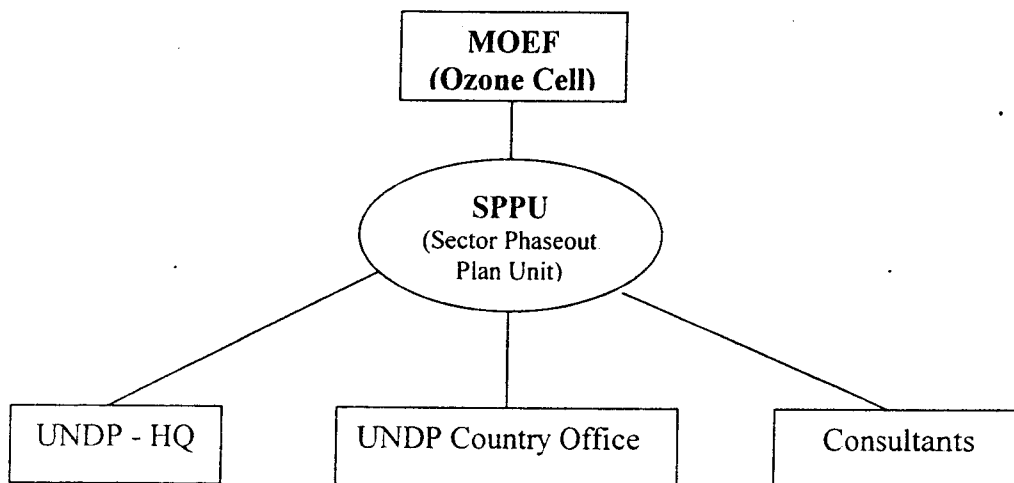 MOEF
(Ozone Cell)
SPPU
(Sector Phaseout
Plan Unit)
UNDP - HQ
UNDP Country Office
Consultants